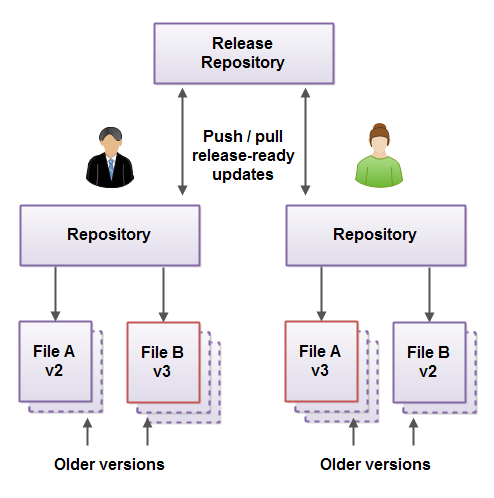 Release
Repository
Push / pull
release-ready
updates
Repository
Repository
File A
v2
File B
v3
File A
v3
File B
v2
Older versions
Older versions